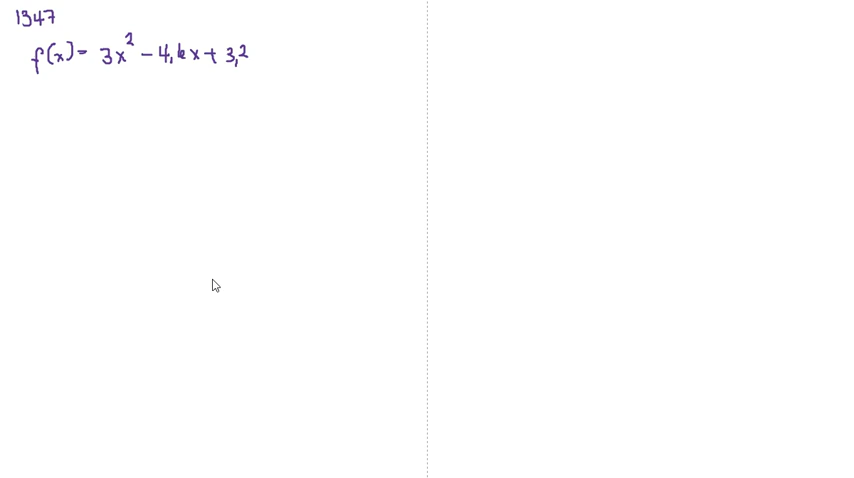 1347
f(x) = 3x² - 4,6x + 3,2